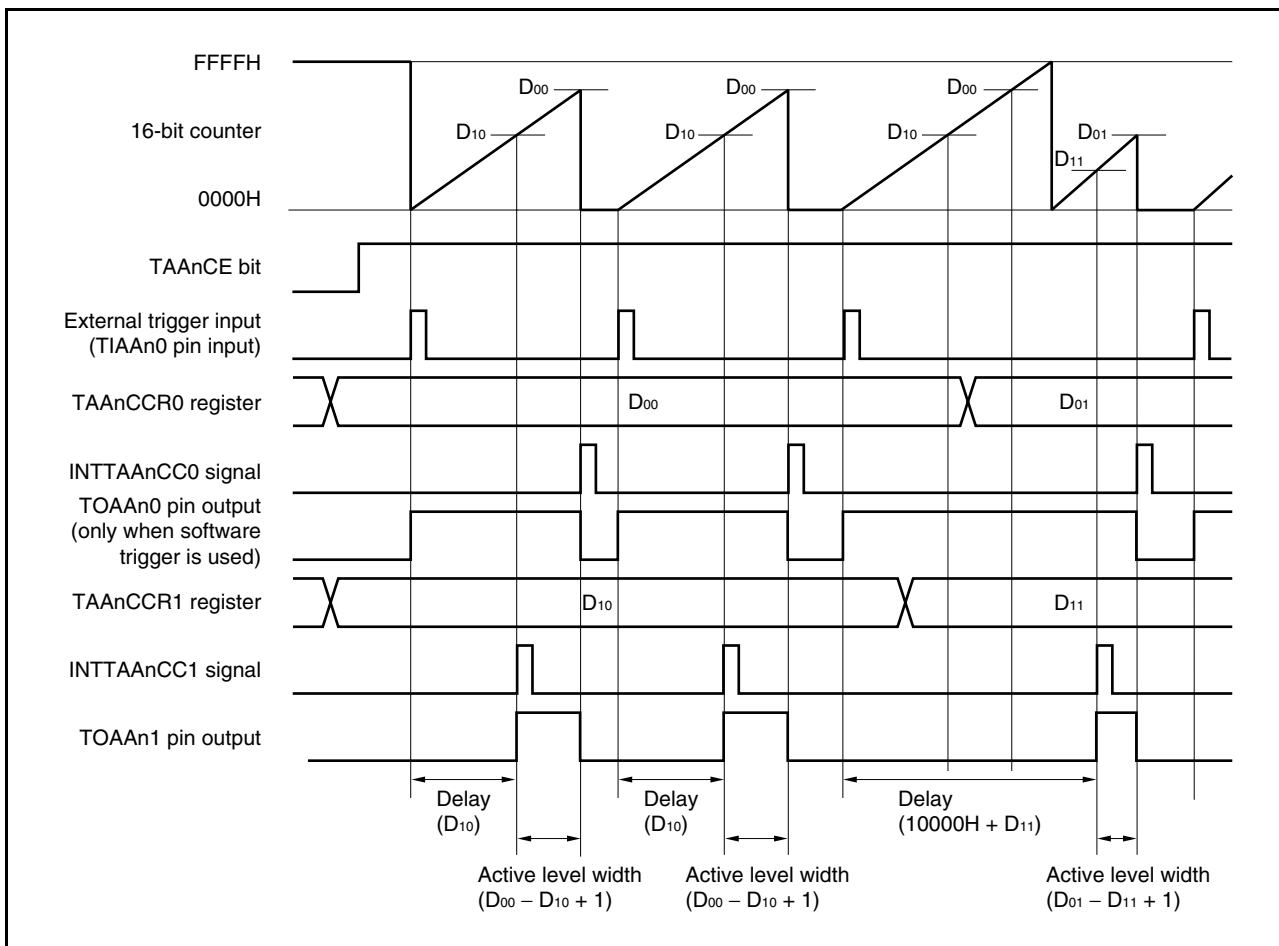 FFFFH
D00
D00
D00
16-bit counter
D10
D10
D10
D01
D11
0000H
TAAnCE bit
External trigger input
(TIAAn0 pin input)
TAAnCCR0 register
D00
D01
INTTAAnCC0 signal
TOAAn0 pin output
(only when software
trigger is used)
TAAnCCR1 register
D10
D11
INTTAAnCC1 signal
TOAAn1 pin output
Delay
(D10)
Delay
(D10)
Delay
(10000H + D11)
Active level width
(D00 − D10 + 1)
Active level width
(D00 − D10 + 1)
Active level width
(D01 − D11 + 1)